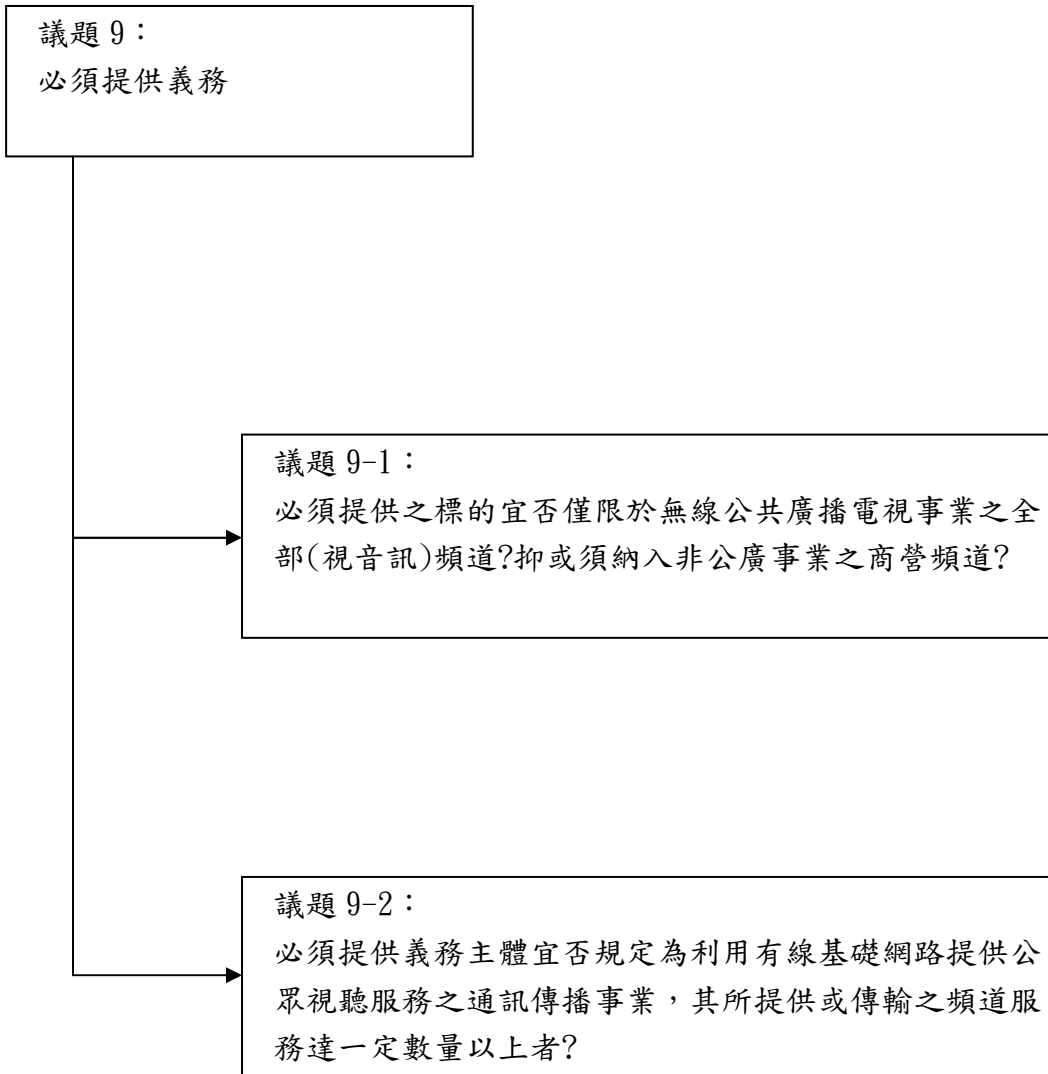 議題 9：
必須提供義務
議題 9-1：
必須提供之標的宜否僅限於無線公共廣播電視事業之全
部(視音訊)頻道?抑或須納入非公廣事業之商營頻道?
議題 9-2：
必須提供義務主體宜否規定為利用有線基礎網路提供公
眾視聽服務之通訊傳播事業，其所提供或傳輸之頻道服
務達一定數量以上者?